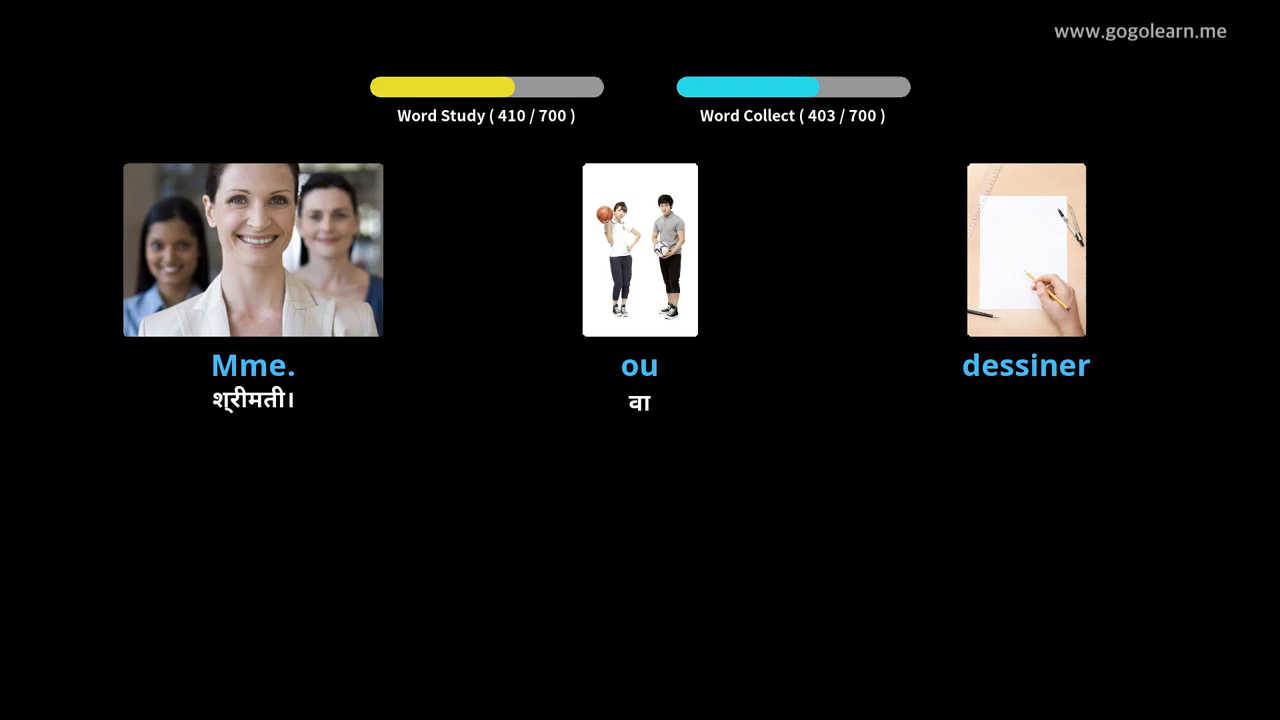 www.gogolearn.me
Word Study ( 410 / 700 )
Word Collect ( 403 / 700 )
Mme.
श्रीमती।
ou
वा
dessiner